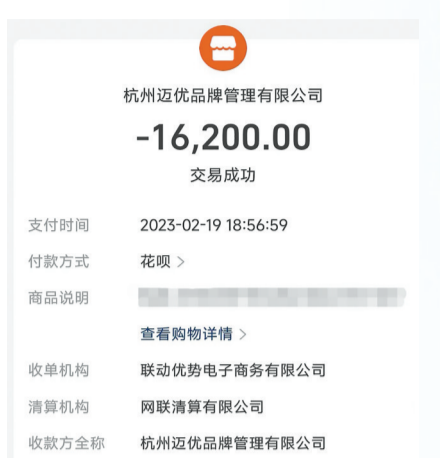 杭州迈优品牌管理有限公司
-16,200.00
交易成功
支付时间 2023-02-19 18:56:59
付款方式 花呗 >
商品说明
查看购物详情 >
收单机构 联动优势电子商务有限公司
清算机构 网联清算有限公司
收款方全称 杭州迈优品牌管理有限公司